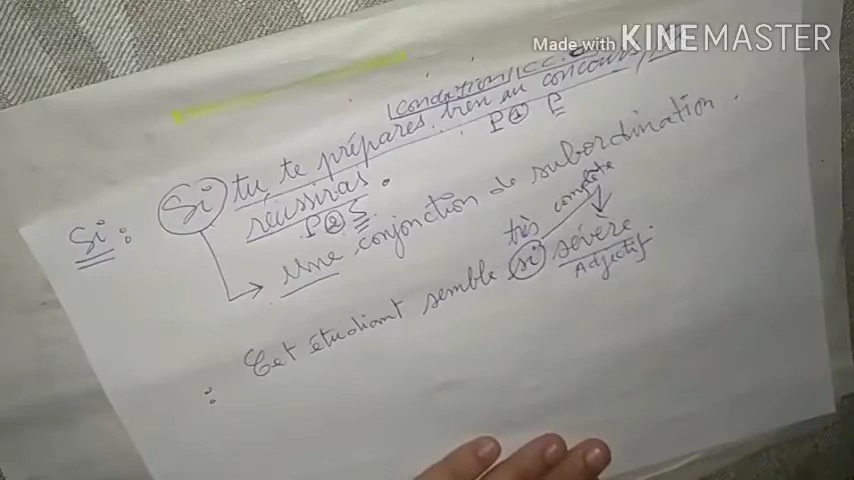 Made with KINEMASTER
(condition/C.C.
Si : Si tu te prépares bien au concours, tu
P① P
réussiras.
P② S
Une conjonction de subordination.
très complète
: Cet étudiant semble si sévère.
Adjectif.